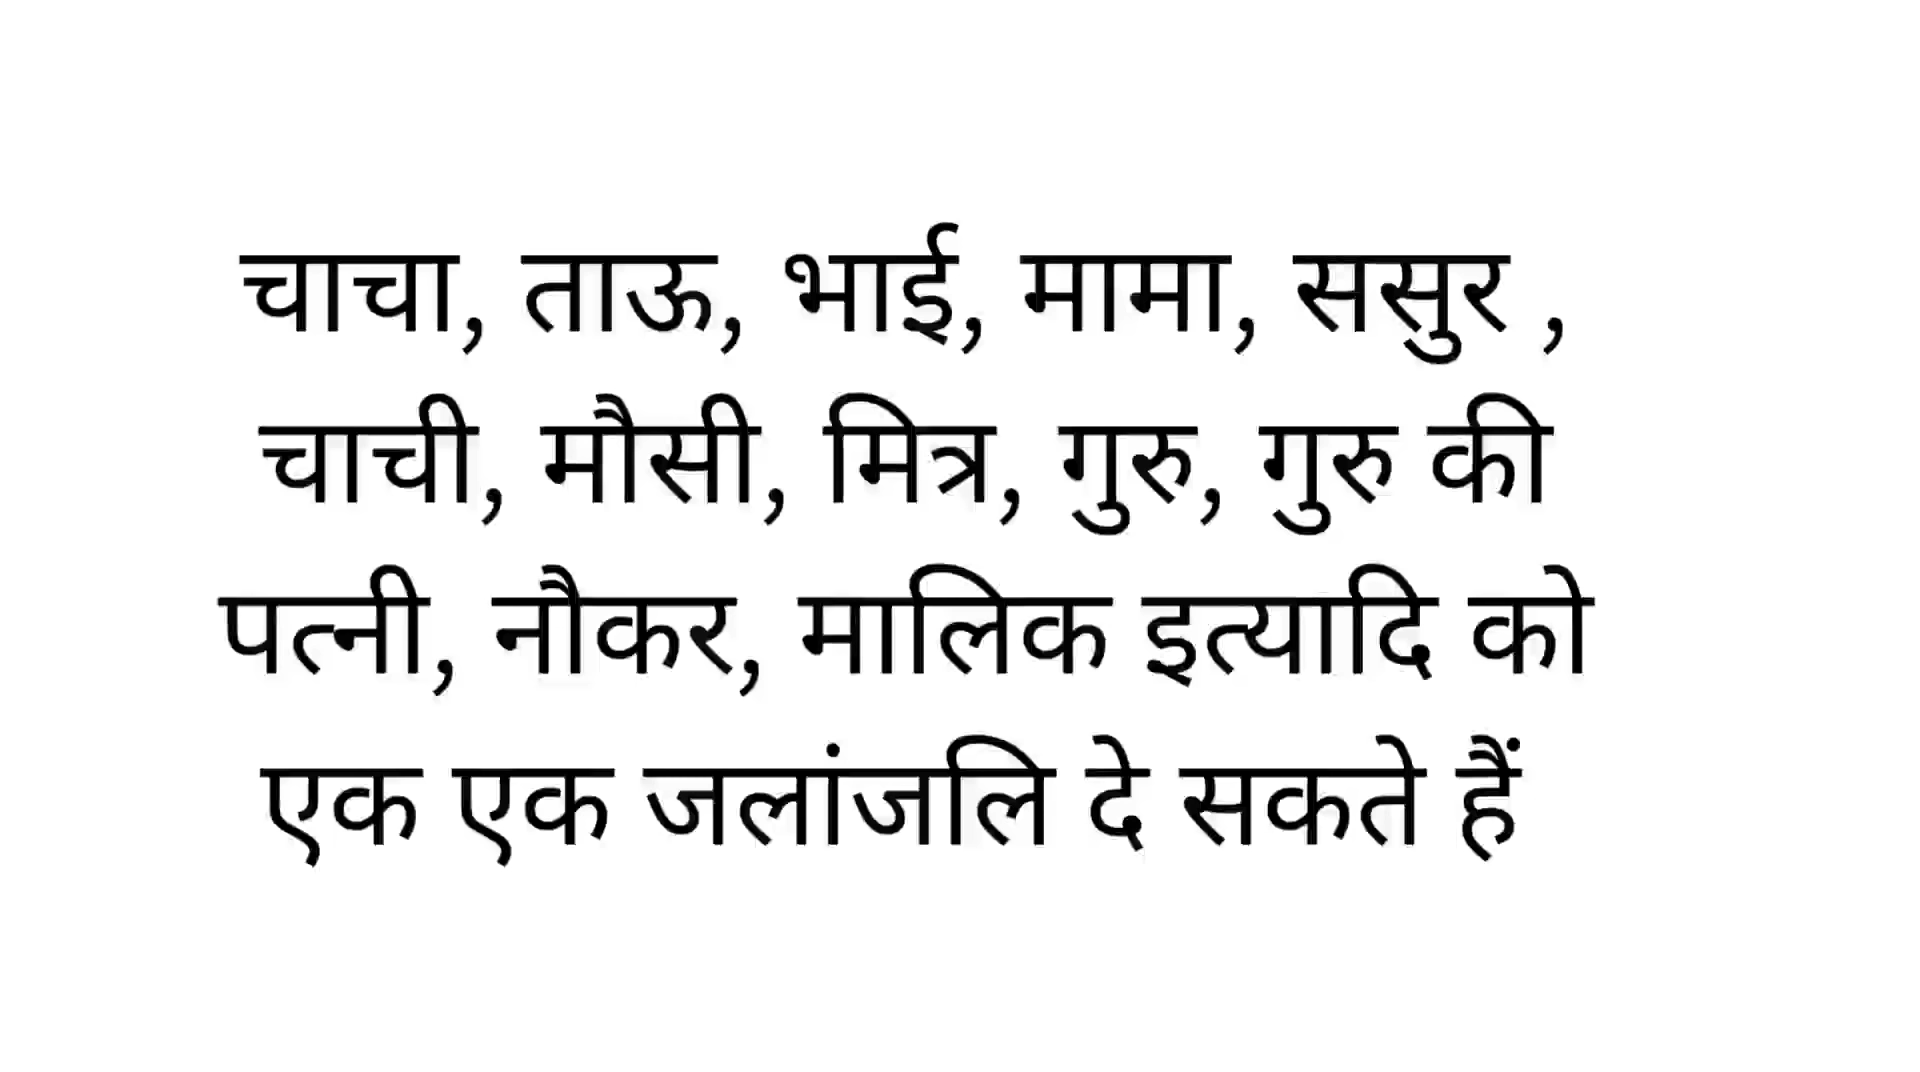 चाचा, ताऊ, भाई, मामा, ससुर ,
चाची, मौसी, मित्र, गुरु, गुरु की
पत्नी, नौकर, मालिक इत्यादि को
एक एक जलांजलि दे सकते हैं